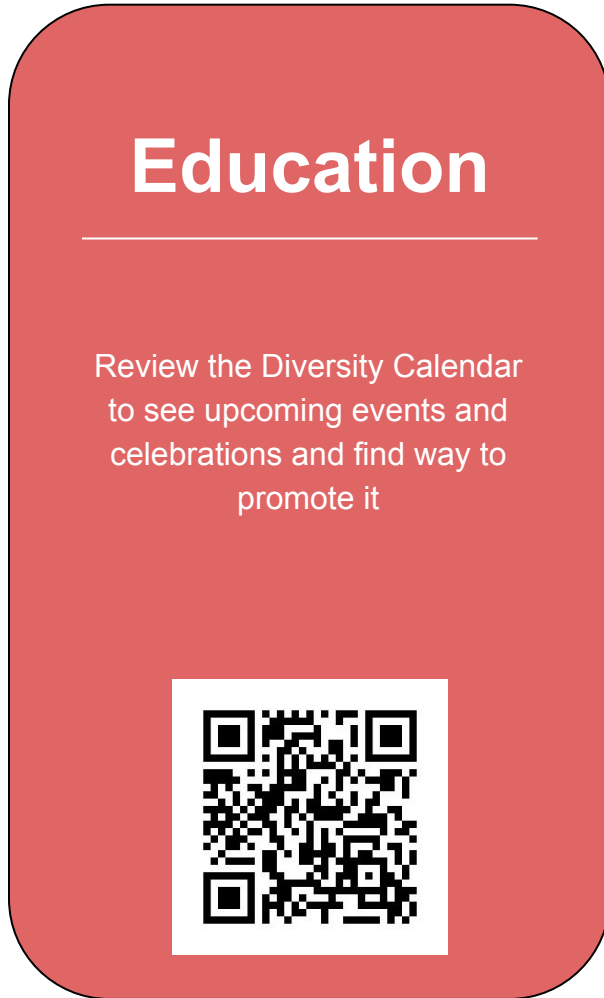 Education
Review the Diversity Calendar
to see upcoming events and
celebrations and find way to
promote it